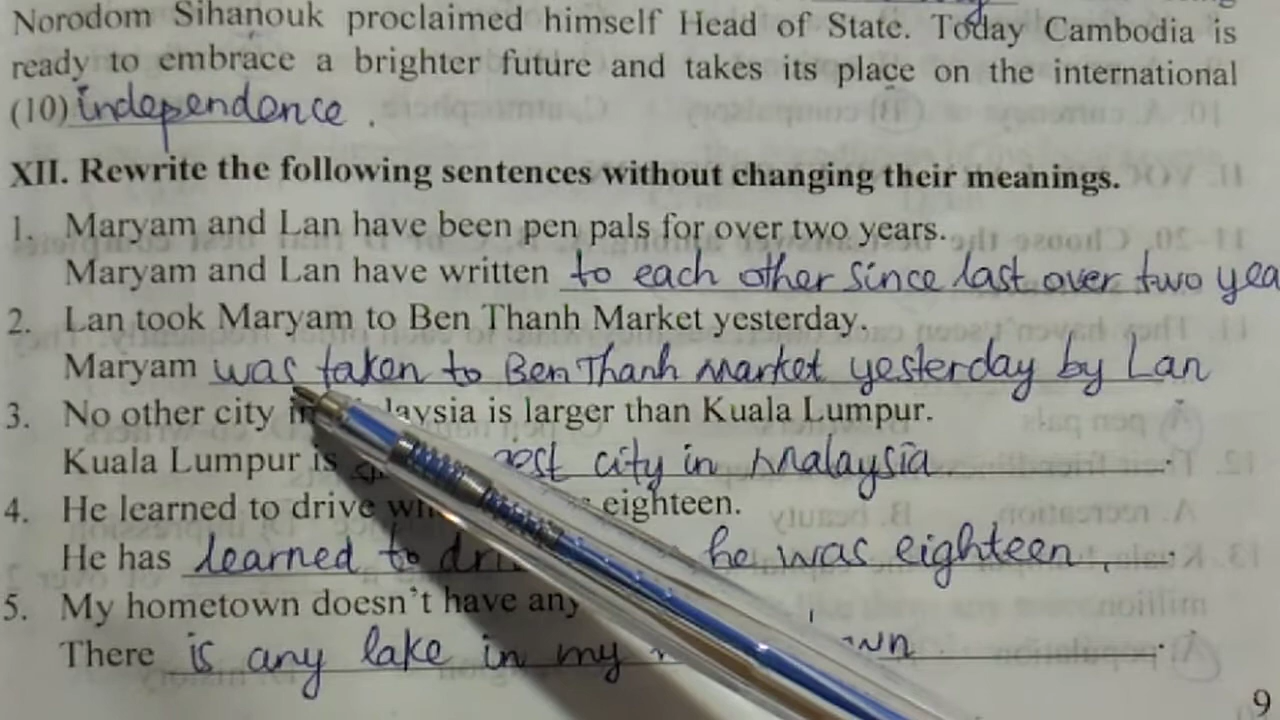 Norodom Sihanouk proclaimed himself Head of State. Today Cambodia is
ready to embrace a brighter future and takes its place on the international
(10) independence .
XII. Rewrite the following sentences without changing their meanings.
1. Maryam and Lan have been pen pals for over two years.
Maryam and Lan have written to each other since last over two yea
2. Lan took Maryam to Ben Thanh Market yesterday.
Maryam was taken to Ben Thanh Market yesterday by Lan
3. No other city in laysia is larger than Kuala Lumpur.
Kuala Lumpur is city in Malaysia
4. He learned to drive eighteen.
He has learned to he was eighteen.
5. My hometown doesn't have any
There is any lake in my
9